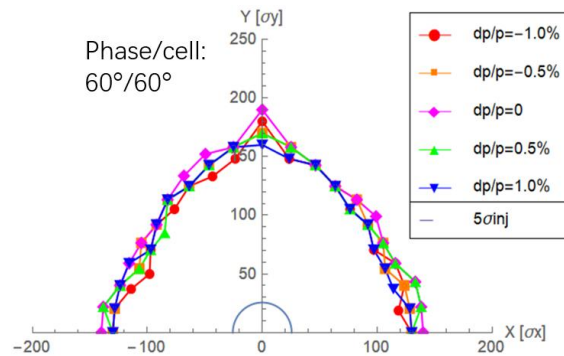 Y [σy]
250
200
150
100
50
Phase/cell:
60°/60°
−200
−100
0
100
200
X [σx]
dp/p=−1.0%
dp/p=−0.5%
dp/p=0
dp/p=0.5%
dp/p=1.0%
5σinj